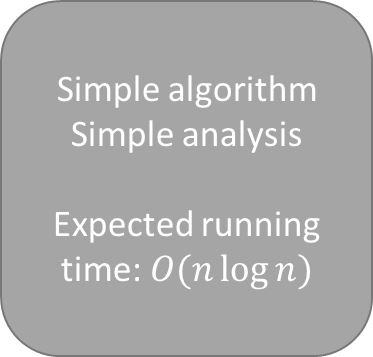 Simple algorithm
Simple analysis
Expected running
time: O(n log n)